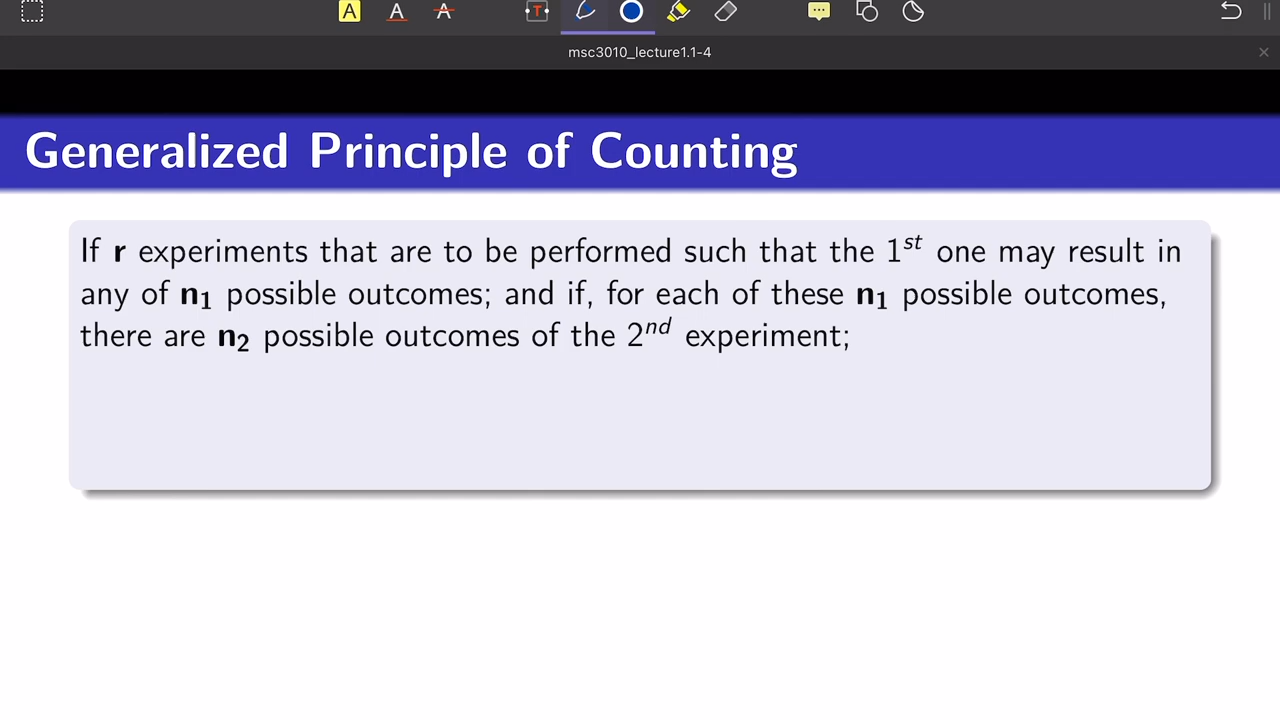 A A A T
msc3010_lecture1.1-4
Generalized Principle of Counting
If r experiments that are to be performed such that the 1st one may result in
any of n1 possible outcomes; and if, for each of these n1 possible outcomes,
there are n2 possible outcomes of the 2nd experiment;